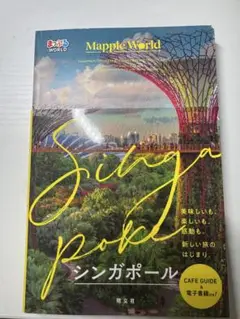 まっぷる
WORLD
Mapple World
Singa
pore
美味しいも、
楽しいも、
感動も。
新しい旅の
はじまり。
シンガポール
CAFE GUIDE
&
電子書籍付き!
昭文社